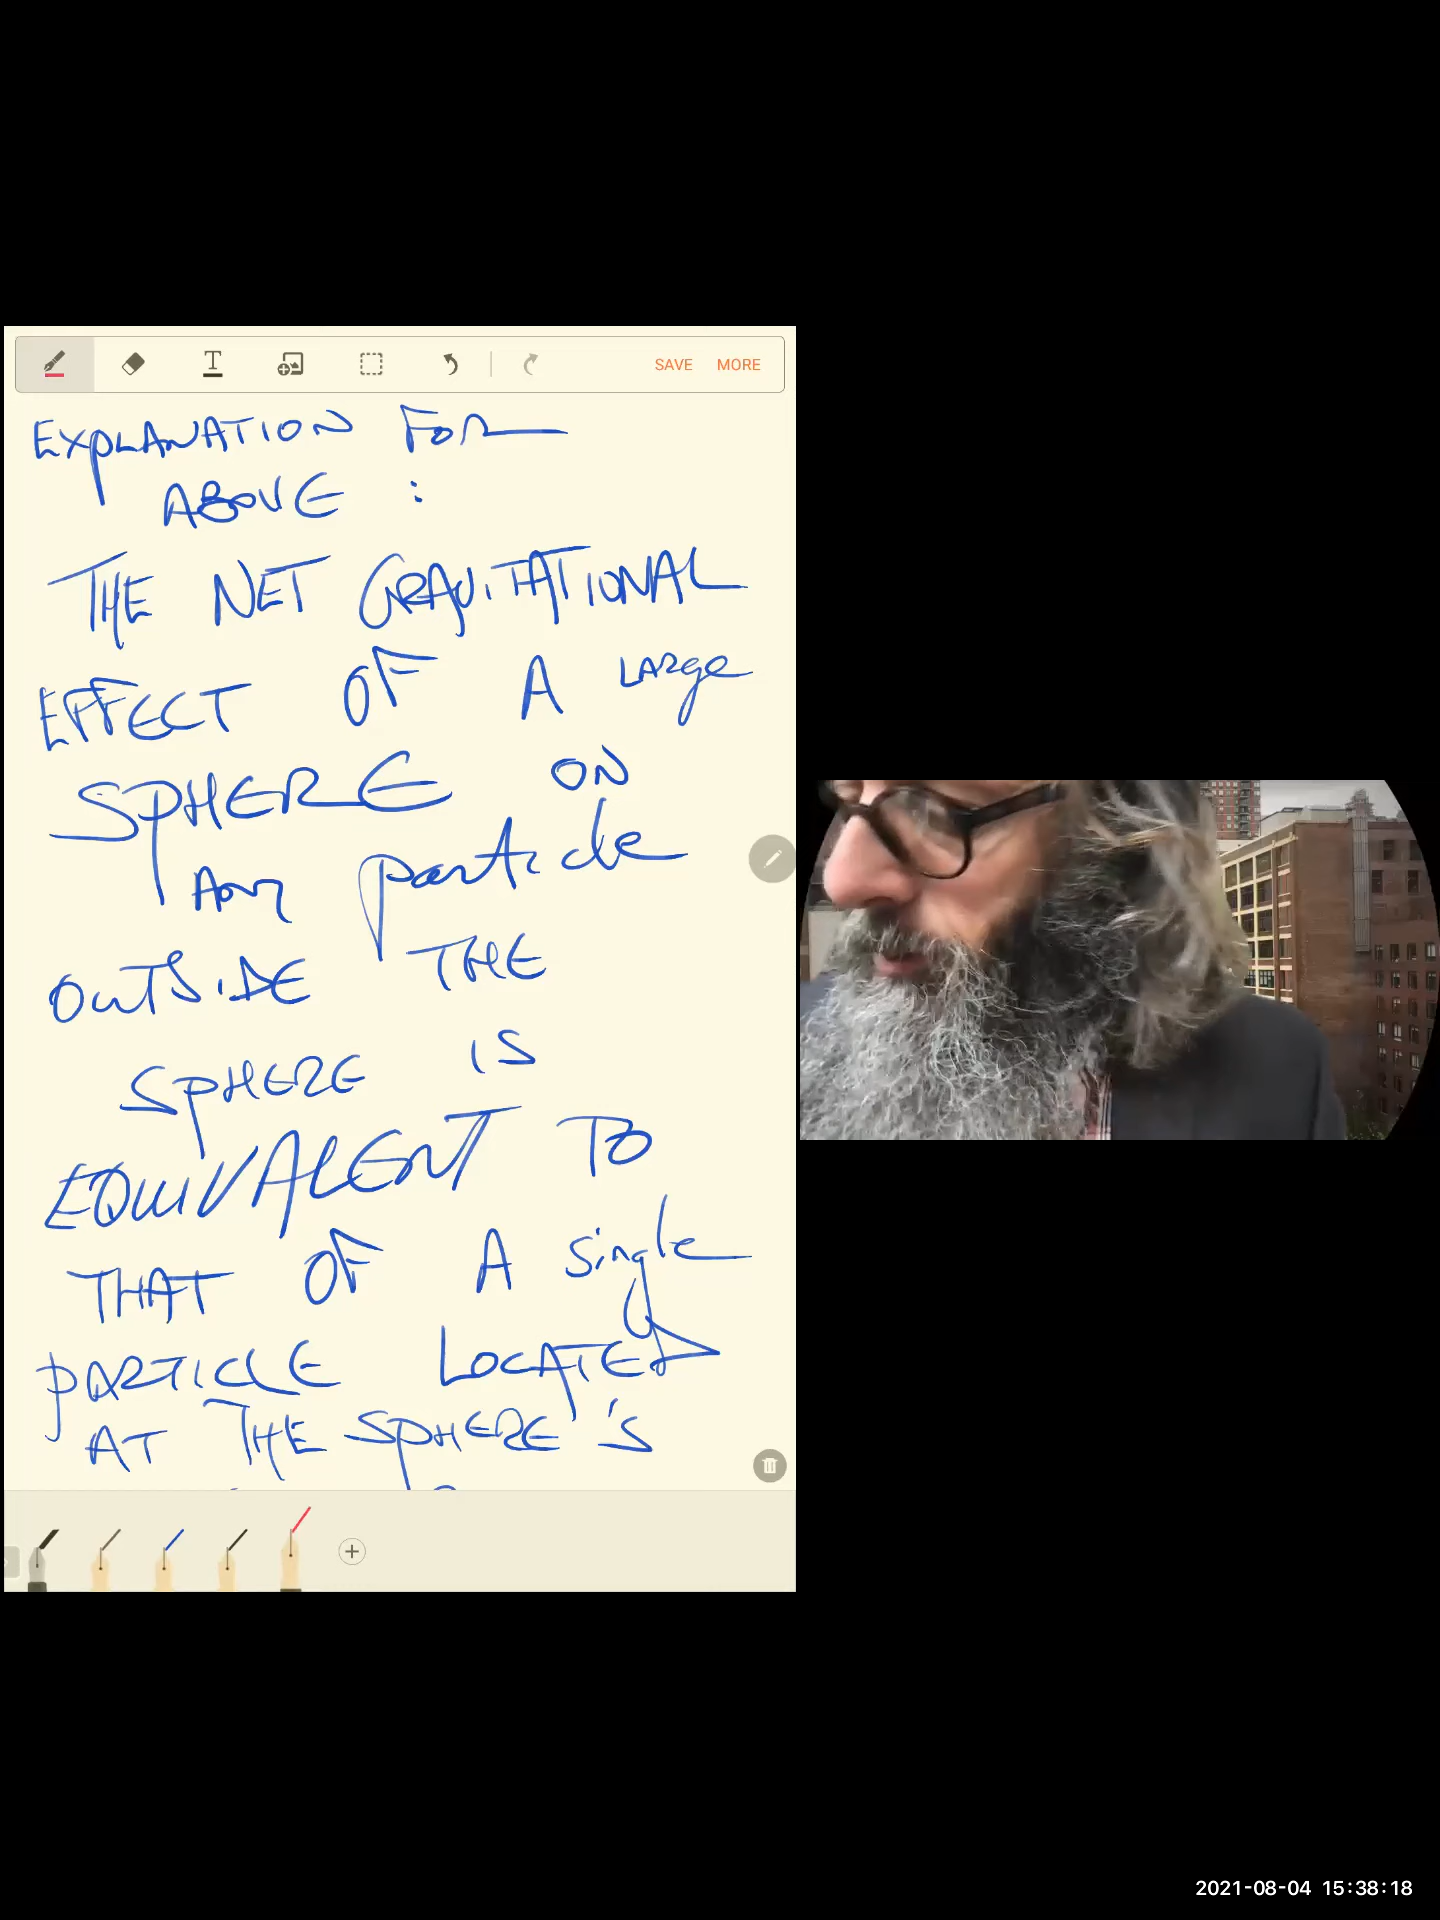 SAVE MORE
EXPLANATION FOR
ABOVE :
THE NET GRAVITATIONAL
EFFECT OF A LARge
SPHERE ON
Any particle
OUTSIDE THE
SPHERE IS
EQUIVALENT TO
THAT OF A Single
PARTICLE LOCATED
AT THE SPHERE'S
2021-08-04 15:38:18